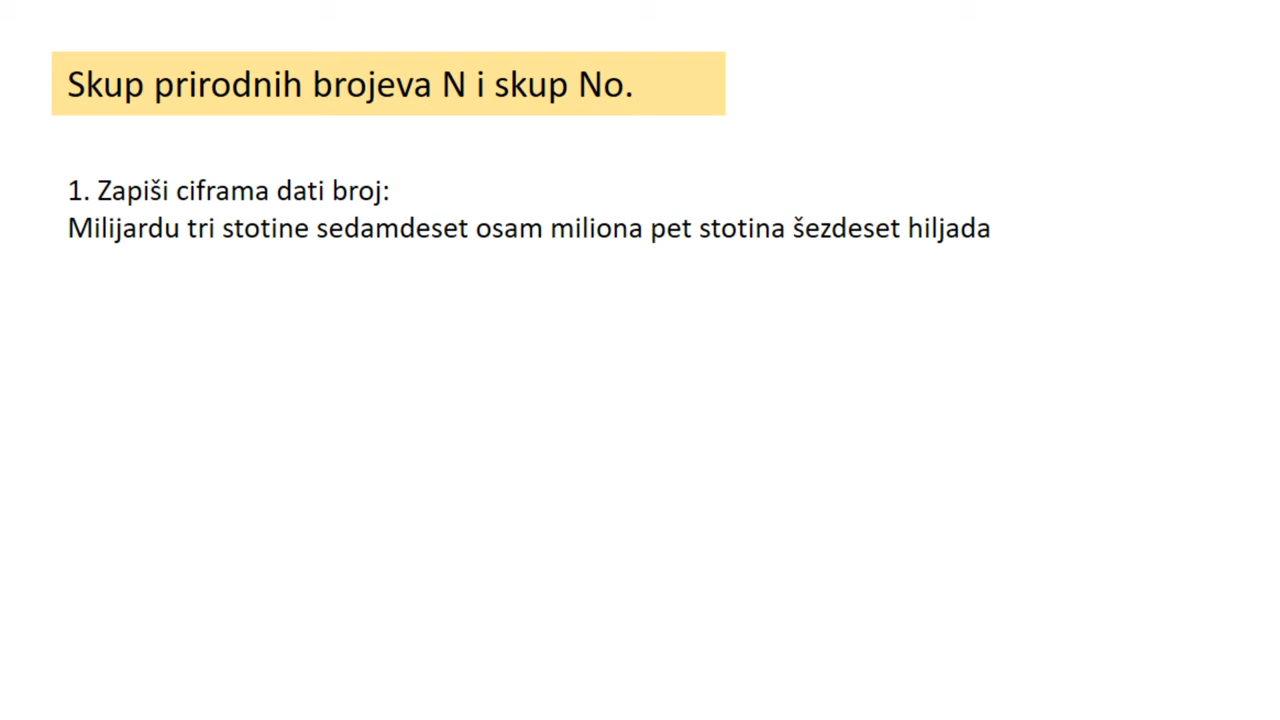 Skup prirodnih brojeva N i skup No.
1. Zapiši ciframa dati broj:
Milijardu tri stotine sedamdeset osam miliona pet stotina šezdeset hiljada